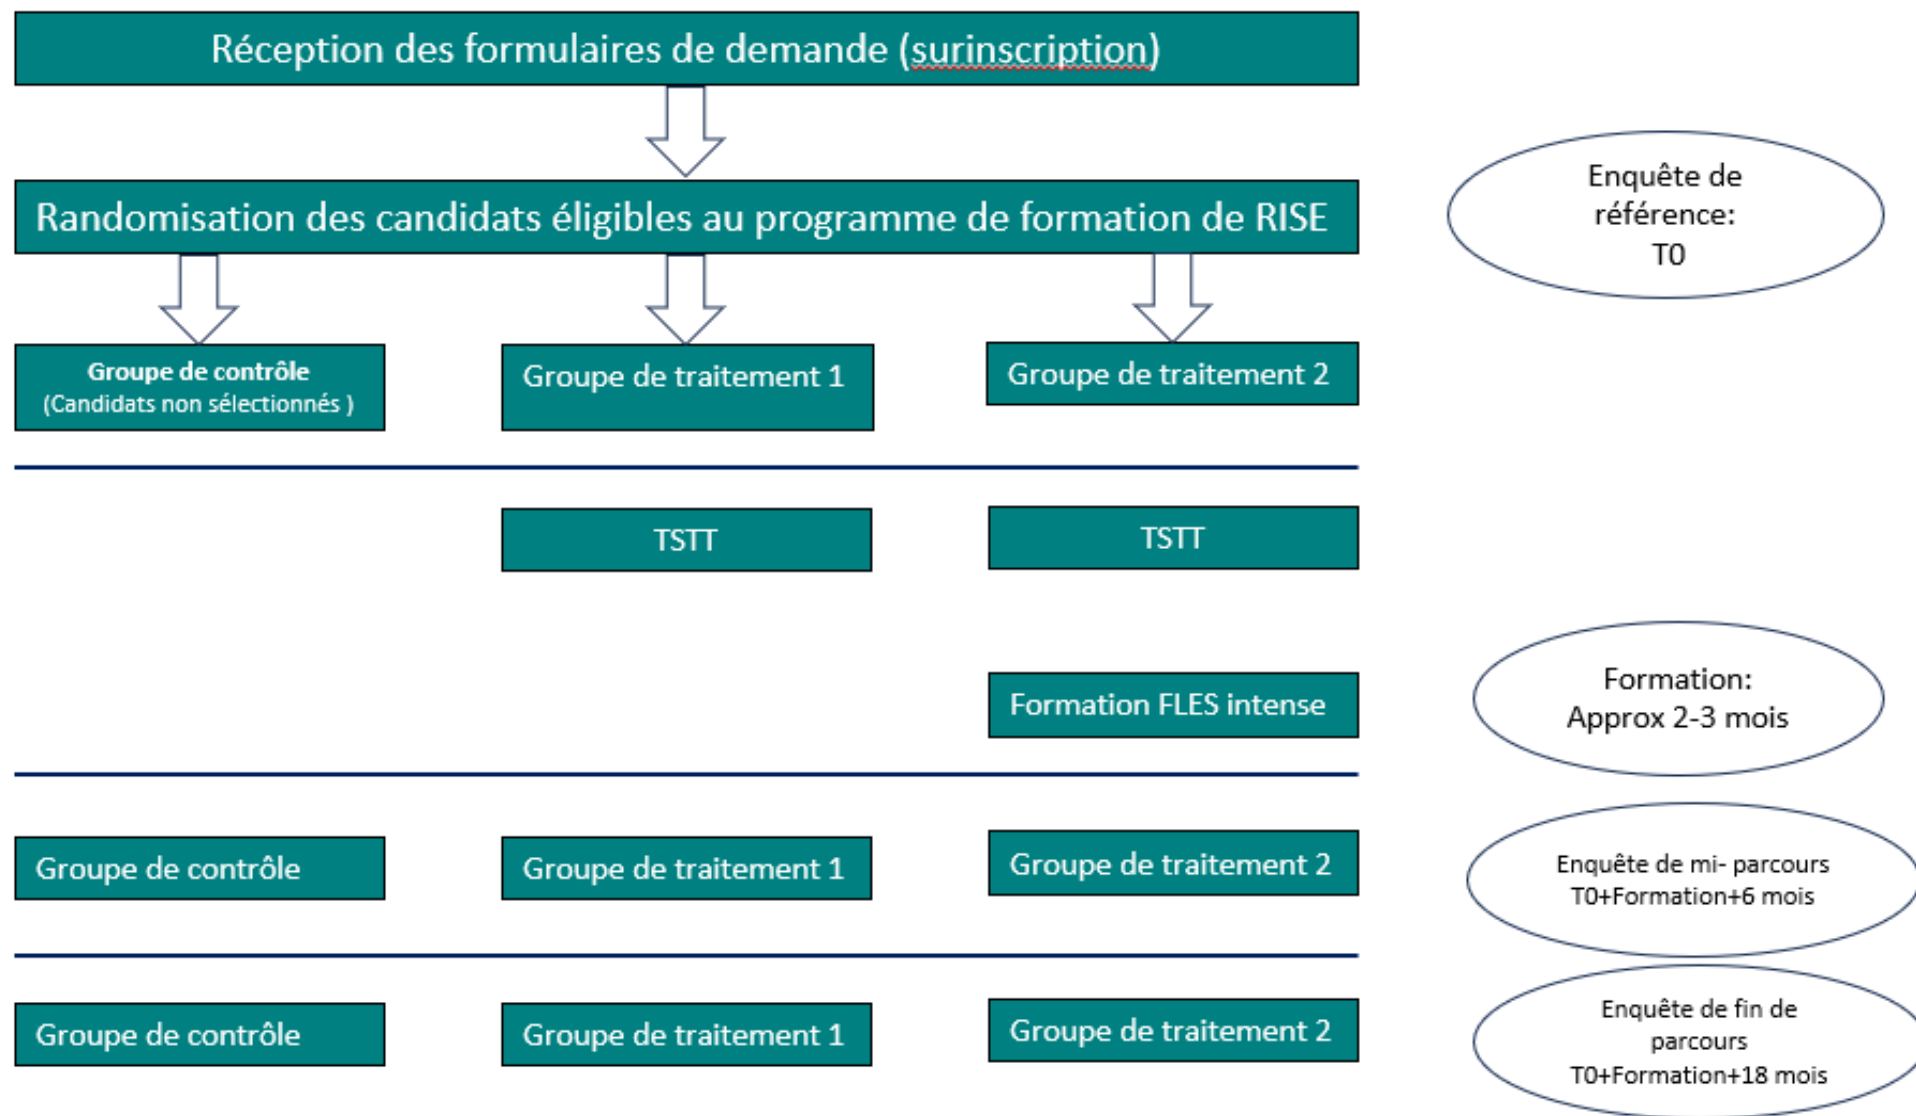 Réception des formulaires de demande (surinscription)
Randomisation des candidats éligibles au programme de formation de RISE
Enquête de
référence:
T0
Groupe de contrôle
(Candidats non sélectionnés )
Groupe de traitement 1
Groupe de traitement 2
TSTT
TSTT
Formation FLES intense
Formation:
Approx 2-3 mois
Groupe de contrôle
Groupe de traitement 1
Groupe de traitement 2
Enquête de mi- parcours
T0+Formation+6 mois
Groupe de contrôle
Groupe de traitement 1
Groupe de traitement 2
Enquête de fin de
parcours
T0+Formation+18 mois